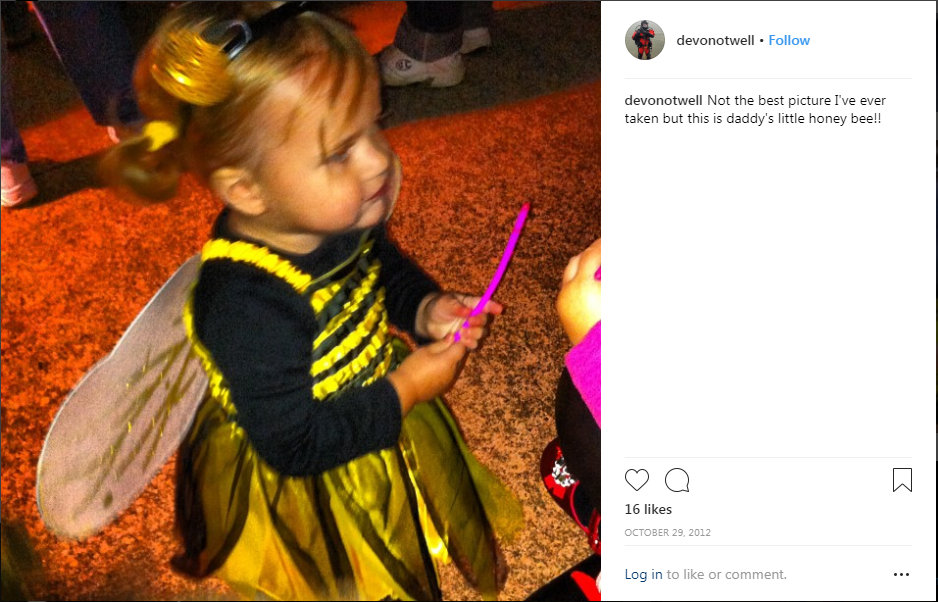 devonotwell • Follow
devonotwell Not the best picture I've ever
taken but this is daddy's little honey bee!!
16 likes
OCTOBER 29, 2012
Log in to like or comment.